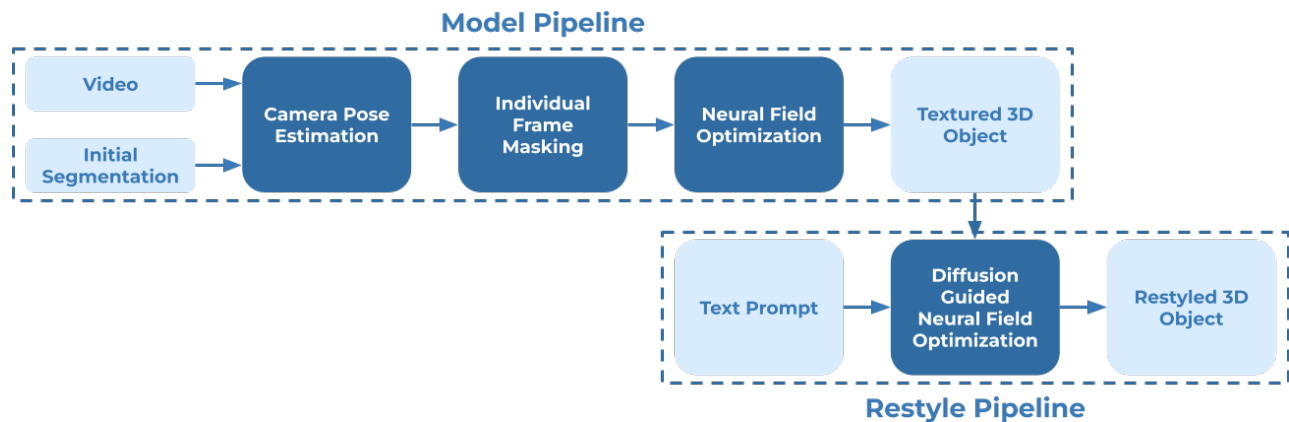 Model Pipeline
Video
Initial
Segmentation
Camera Pose
Estimation
Individual
Frame
Masking
Neural Field
Optimization
Textured 3D
Object
Text Prompt
Diffusion
Guided
Neural Field
Optimization
Restyled 3D
Object
Restyle Pipeline